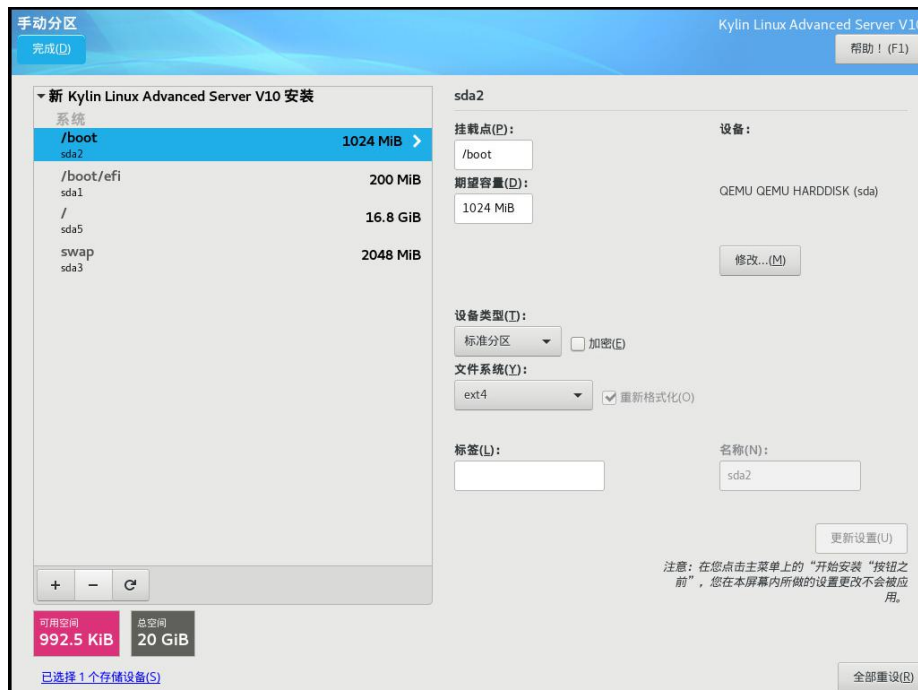 手动分区
Kylin Linux Advanced Server V10
完成(D)
帮助！(F1)
新 Kylin Linux Advanced Server V10 安装
系统
/boot
1024 MiB
sda2
/boot/efi
200 MiB
sda1
/
16.8 GiB
sda5
swap
2048 MiB
sda3
sda2
挂载点(P)：
设备：
/boot
期望容量(D)：
QEMU QEMU HARDDISK (sda)
1024 MiB
修改...(M)
设备类型(T)：
标准分区
加密(E)
文件系统(Y)：
ext4
重新格式化(O)
标签(L)：
名称(N)：
sda2
更新设置(U)
注意：在您点击主菜单上的“开始安装“按钮之
前”，您在本屏幕内所做的设置更改不会被应
用。
+ −
可用空间
992.5 KiB
总空间
20 GiB
已选择 1 个存储设备(S)
全部重设(R)